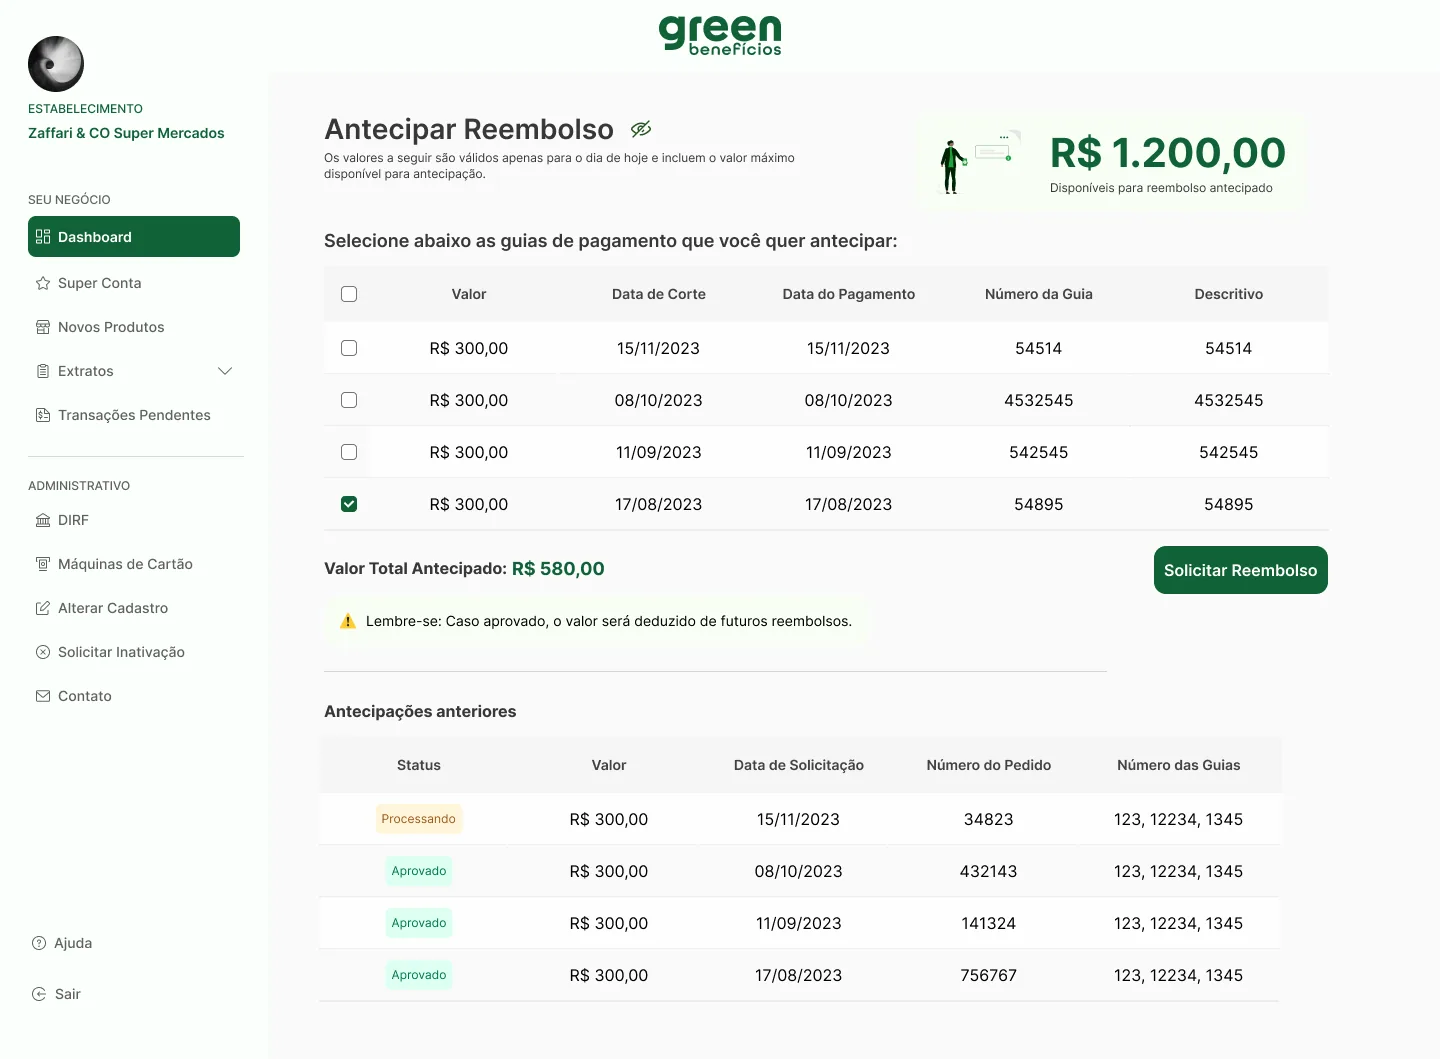 green
benefícios
ESTABELECIMENTO
Zaffari & CO Super Mercados
SEU NEGÓCIO
Dashboard
Super Conta
Novos Produtos
Extratos
Transações Pendentes
ADMINISTRATIVO
DIRF
Máquinas de Cartão
Alterar Cadastro
Solicitar Inativação
Contato
Ajuda
Sair
Antecipar Reembolso
Os valores a seguir são válidos apenas para o dia de hoje e incluem o valor máximo
disponível para antecipação.
R$ 1.200,00
Disponíveis para reembolso antecipado
Selecione abaixo as guias de pagamento que você quer antecipar:
Valor Data de Corte Data do Pagamento Número da Guia Descritivo
R$ 300,00 15/11/2023 15/11/2023 54514 54514
R$ 300,00 08/10/2023 08/10/2023 4532545 4532545
R$ 300,00 11/09/2023 11/09/2023 542545 542545
R$ 300,00 17/08/2023 17/08/2023 54895 54895
Valor Total Antecipado: R$ 580,00
Solicitar Reembolso
Lembre-se: Caso aprovado, o valor será deduzido de futuros reembolsos.
Antecipações anteriores
Status Valor Data de Solicitação Número do Pedido Número das Guias
Processando R$ 300,00 15/11/2023 34823 123, 12234, 1345
Aprovado R$ 300,00 08/10/2023 432143 123, 12234, 1345
Aprovado R$ 300,00 11/09/2023 141324 123, 12234, 1345
Aprovado R$ 300,00 17/08/2023 756767 123, 12234, 1345